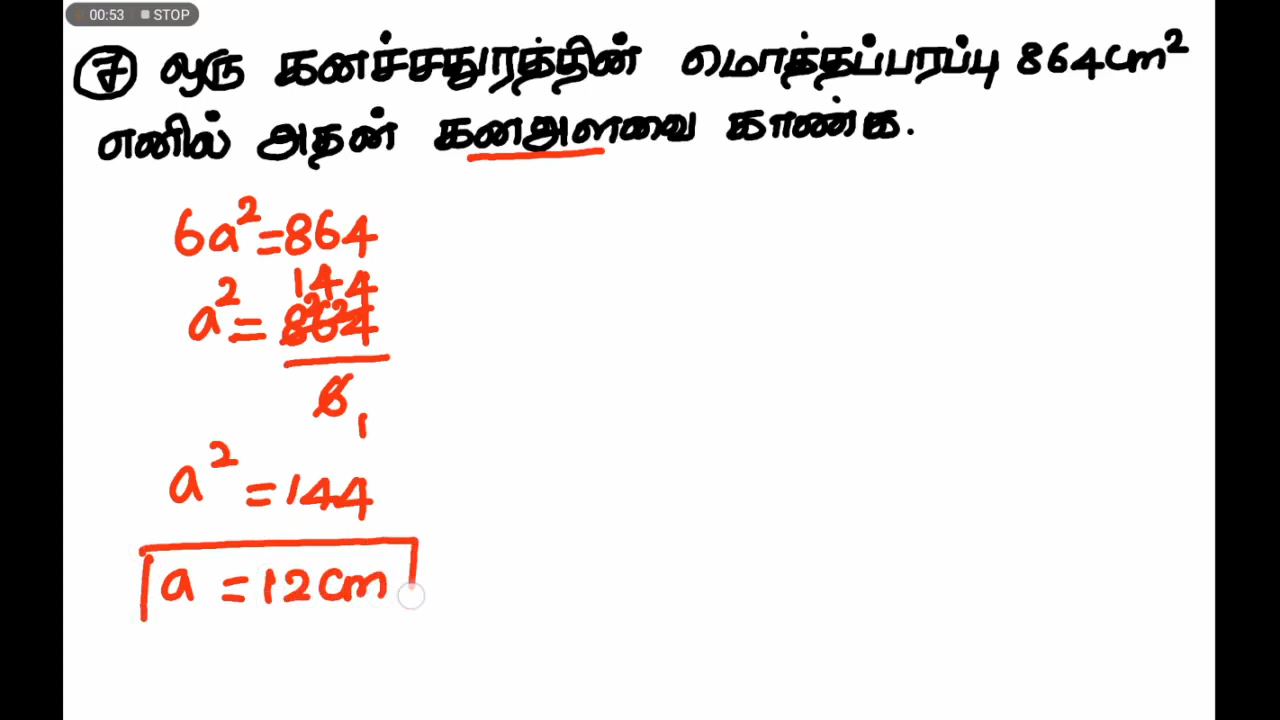 00:53 STOP
7 ஒரு கனச்சதுரத்தின் மொத்தப்பரப்பு 864cm²
எனில் அதன் கனஅளவை காண்க.
6a²=864
144
a² = 864
6 1
a² = 144
a = 12cm